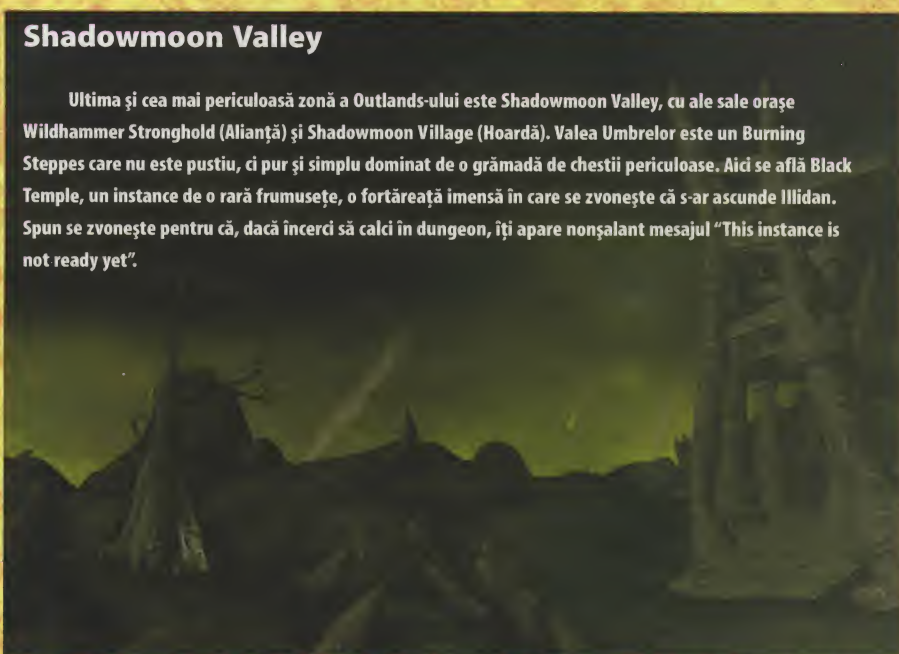 Shadowmoon Valley
Ultima şi cea mai periculoasă zonă a Outlands-ului este Shadowmoon Valley, cu ale sale oraşe
Wildhammer Stronghold (Alianţă) şi Shadowmoon Village (Hoardă). Valea Umbrelor este un Burning
Steppes care nu este pustiu, ci pur şi simplu dominat de o grămadă de chestii periculoase. Aici se află Black
Temple, un instance de o rară frumuseţe, o fortăreaţă imensă în care se zvoneşte că s-ar ascunde Illidan.
Spun se zvoneşte pentru că, dacă încerci să calci în dungeon, îţi apare nonşalant mesajul “This instance is
not ready yet”.